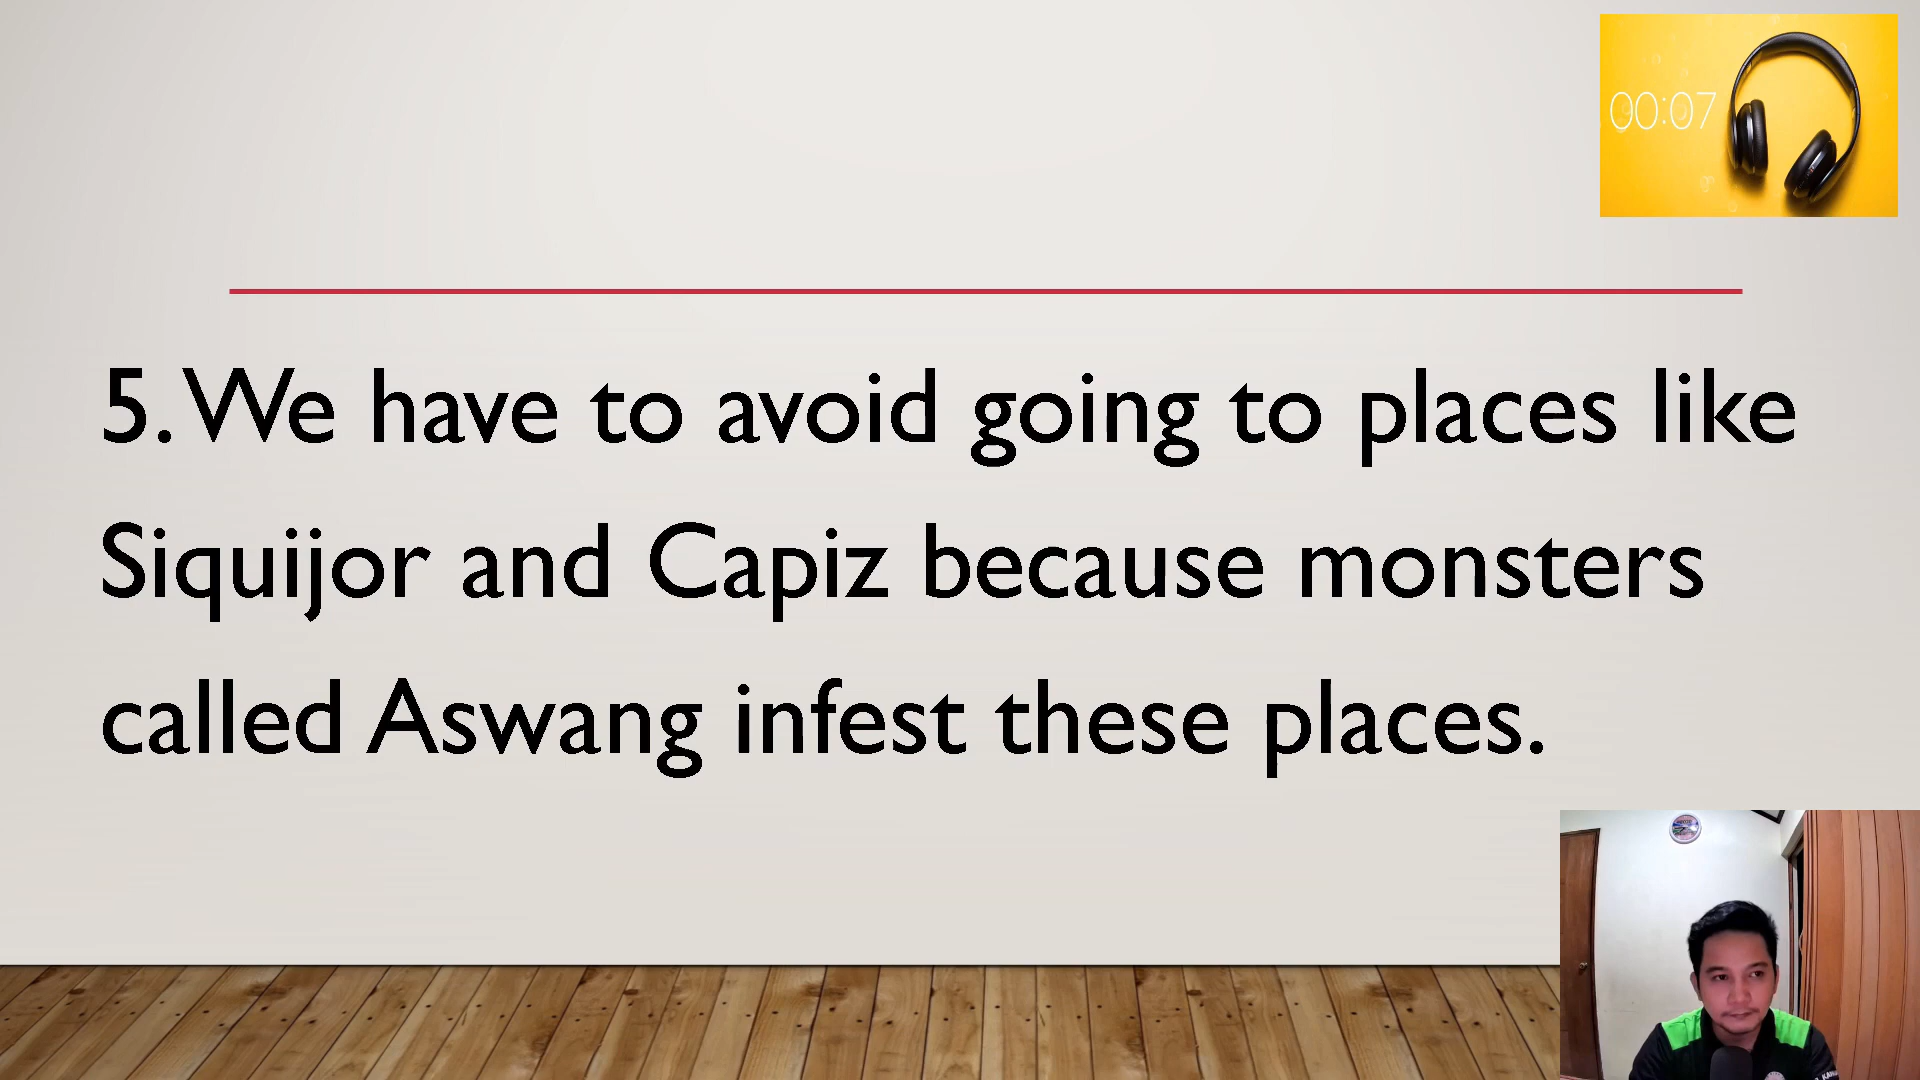 00:07
5. We have to avoid going to places like
Siquijor and Capiz because monsters
called Aswang infest these places.